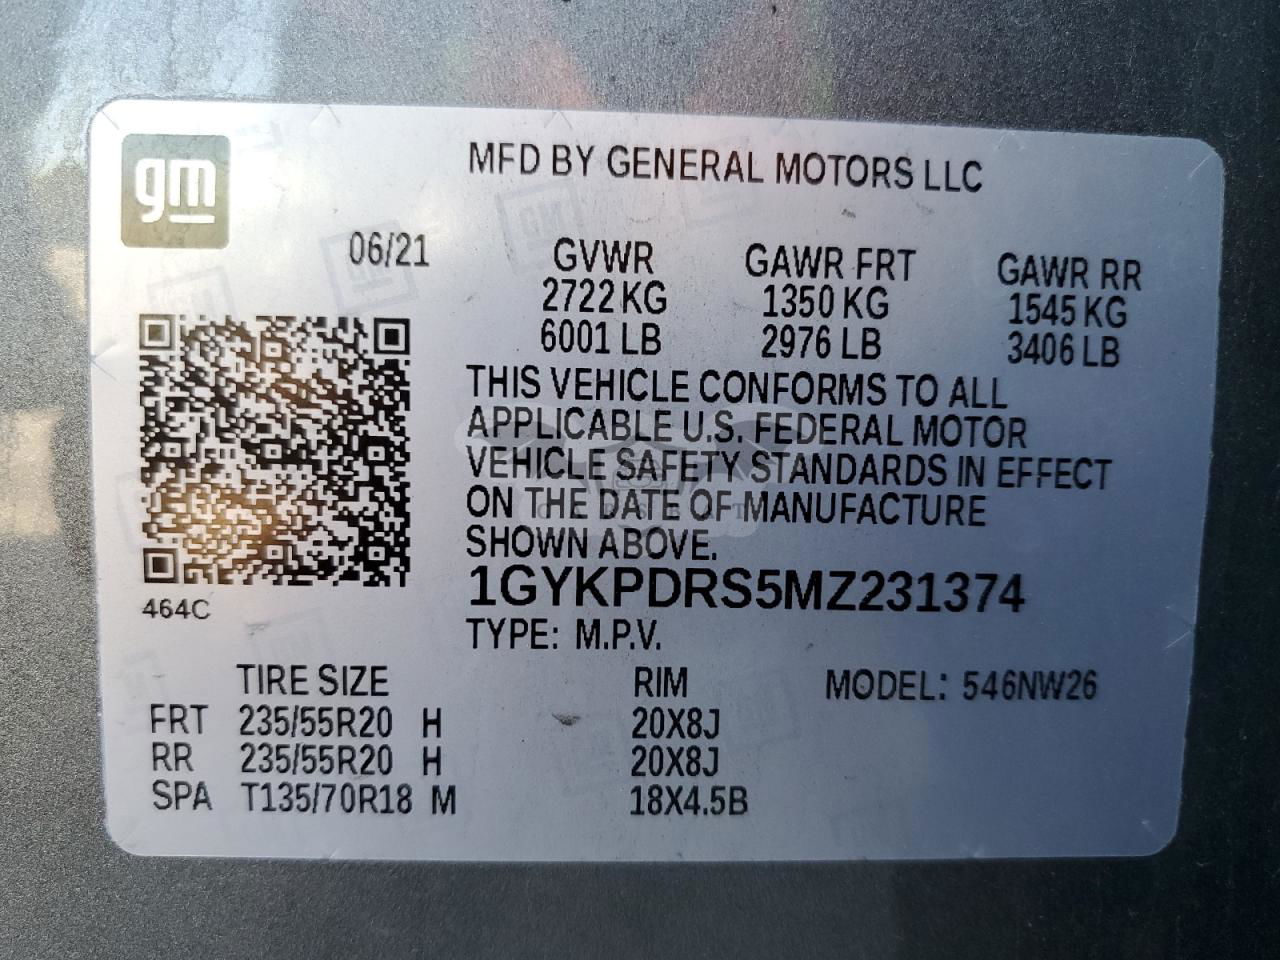 gm
MFD BY GENERAL MOTORS LLC
06/21
GVWR GAWR FRT GAWR RR
2722 KG 1350 KG 1545 KG
6001 LB 2976 LB 3406 LB
THIS VEHICLE CONFORMS TO ALL
APPLICABLE U.S. FEDERAL MOTOR
VEHICLE SAFETY STANDARDS IN EFFECT
ON THE DATE OF MANUFACTURE
SHOWN ABOVE.
1GYKPDRS5MZ231374
464C
TYPE: M.P.V.
TIRE SIZE RIM MODEL: 546NW26
FRT 235/55R20 H 20X8J
RR 235/55R20 H 20X8J
SPA T135/70R18 M 18X4.5B